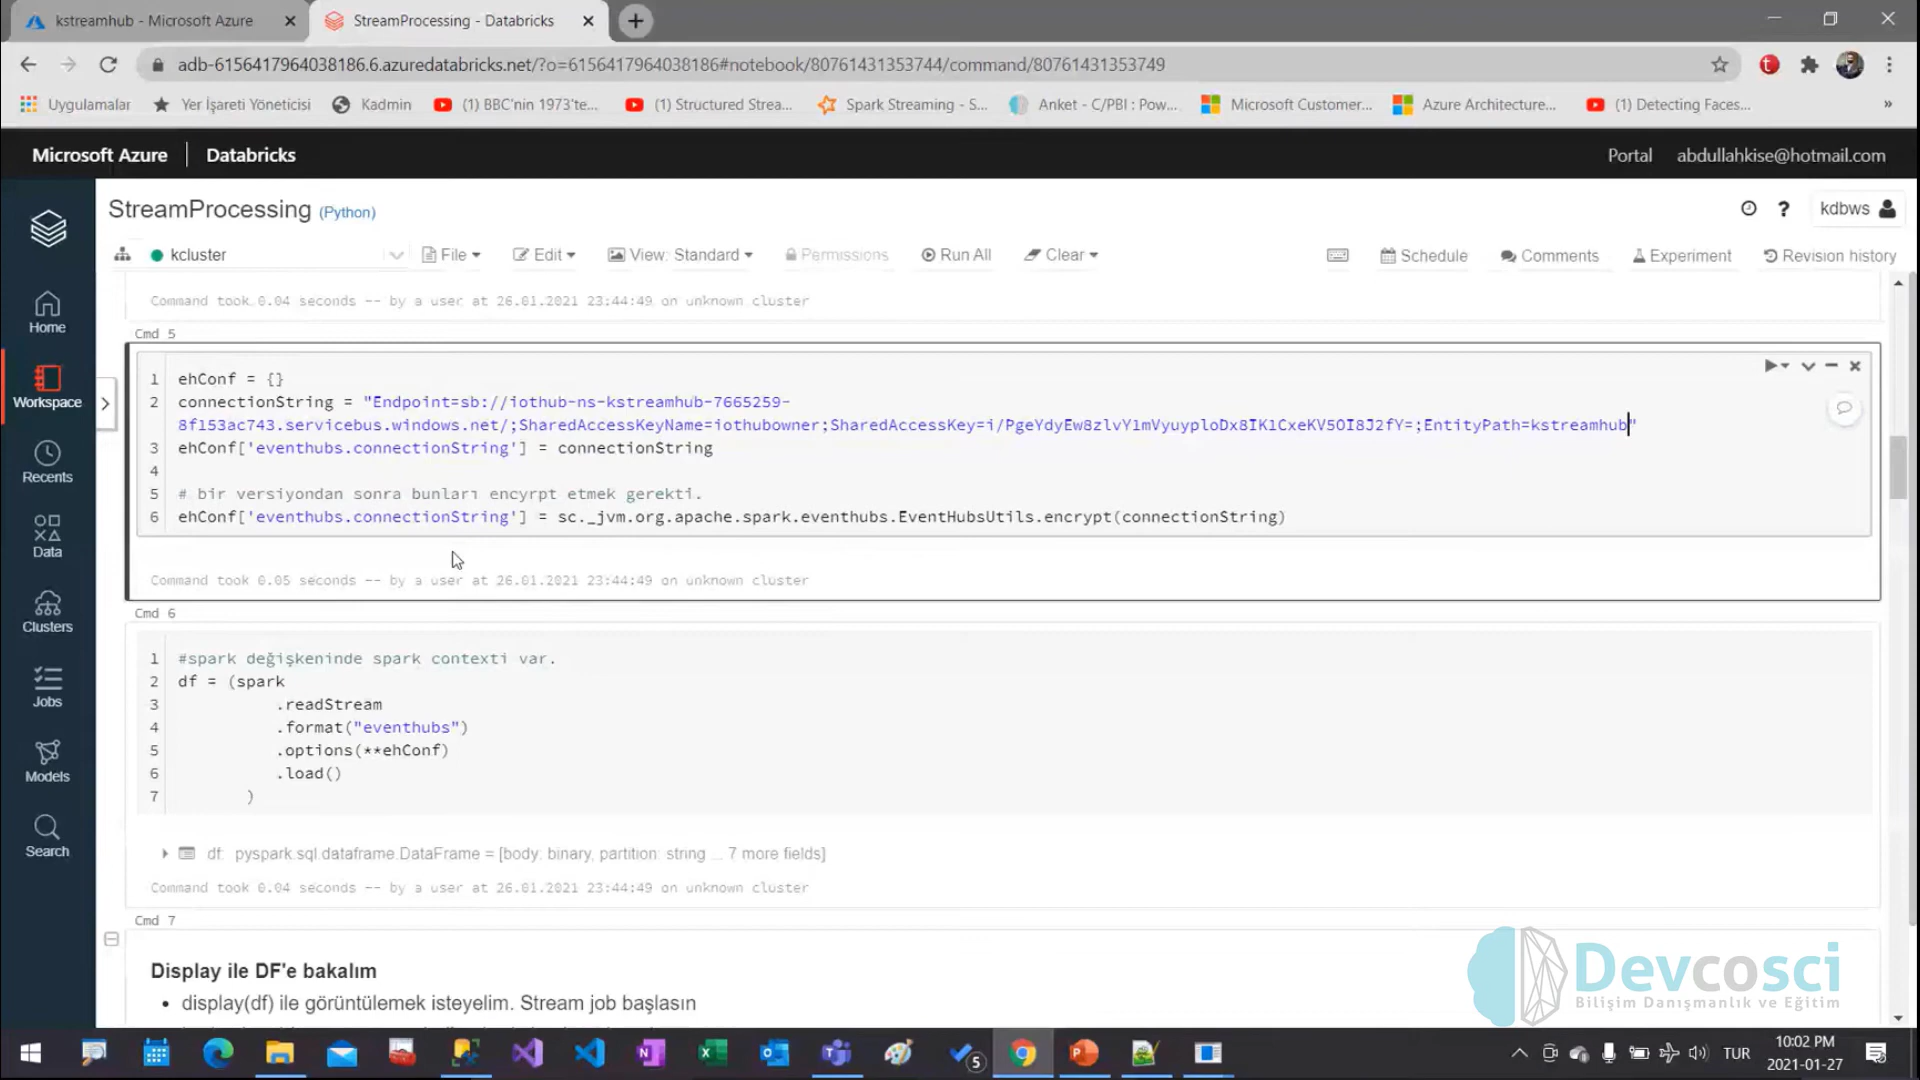 kstreamhub - Microsoft Azure
StreamProcessing - Databricks
adb-6156417964038186.6.azuredatabricks.net/?o=6156417964038186#notebook/80761431353744/command/80761431353749
Uygulamalar
Yer İşareti Yöneticisi
Kadmin
(1) BBC'nin 1973'te...
(1) Structured Strea...
Spark Streaming - S...
Anket - C/PBI : Pow...
Microsoft Customer...
Azure Architecture...
(1) Detecting Faces...
Microsoft Azure
Databricks
Portal
abdullahkise@hotmail.com
StreamProcessing (Python)
kdbws
kcluster
File
Edit
View: Standard
Permissions
Run All
Clear
Schedule
Comments
Experiment
Revision history
Home
Workspace
Recents
Data
Clusters
Jobs
Models
Search
Command took 0.04 seconds -- by a user at 26.01.2021 23:44:49 on unknown cluster
Cmd 5
1 ehConf = {}
2 connectionString = "Endpoint=sb://iothub-ns-kstreamhub-7665259-
8f153ac743.servicebus.windows.net/;SharedAccessKeyName=iothubowner;SharedAccessKey=i/PgeYdyEw8zlvY1mVyuyploDx8IK1CxeKV5OI8J2fY=;EntityPath=kstreamhub"
3 ehConf['eventhubs.connectionString'] = connectionString
4
5 # bir versiyondan sonra bunları encyrpt etmek gerekti.
6 ehConf['eventhubs.connectionString'] = sc._jvm.org.apache.spark.eventhubs.EventHubsUtils.encrypt(connectionString)
Command took 0.05 seconds -- by a user at 26.01.2021 23:44:49 on unknown cluster
Cmd 6
1 #spark değişkeninde spark contexti var.
2 df = (spark
3 .readStream
4 .format("eventhubs")
5 .options(**ehConf)
6 .load()
7 )
df: pyspark.sql.dataframe.DataFrame = [body: binary, partition: string ... 7 more fields]
Command took 0.04 seconds -- by a user at 26.01.2021 23:44:49 on unknown cluster
Cmd 7
Display ile DF'e bakalım
• display(df) ile görüntülemek isteyelim. Stream job başlasın
Devcosci
Bilişim Danışmanlık ve Eğitim
5
TUR
10:02 PM
2021-01-27